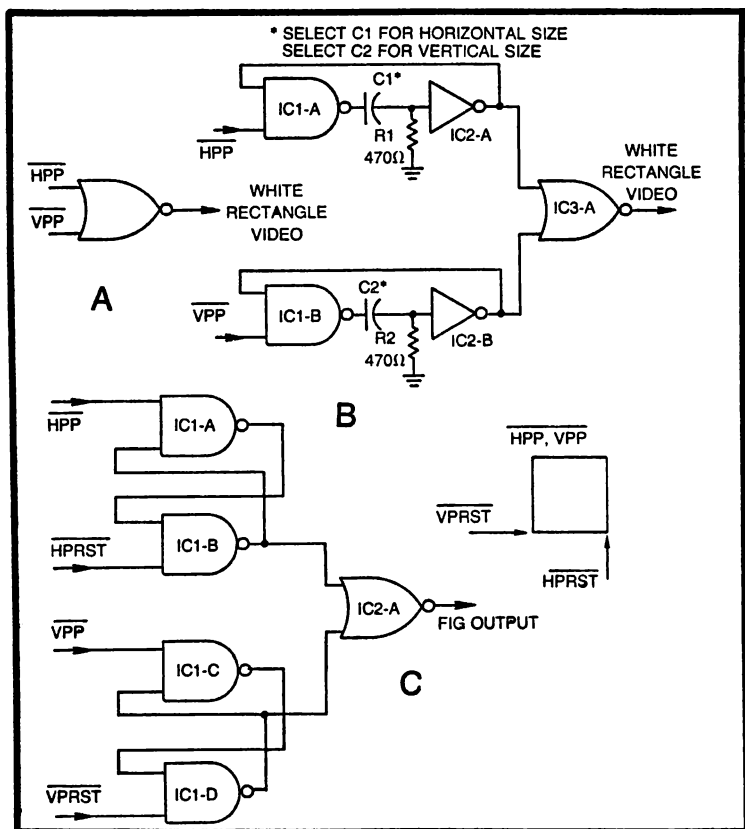 * SELECT C1 FOR HORIZONTAL SIZE
SELECT C2 FOR VERTICAL SIZE
C1*
IC1-A
IC2-A
R1
470Ω
HPP
HPP
VPP
WHITE
RECTANGLE
VIDEO
IC3-A
WHITE
RECTANGLE
VIDEO
A
C2*
IC1-B
IC2-B
VPP
R2
470Ω
B
HPP
IC1-A
HPP, VPP
VPRST
HPRST
HPRST
IC1-B
IC2-A
FIG OUTPUT
VPP
IC1-C
C
VPRST
IC1-D